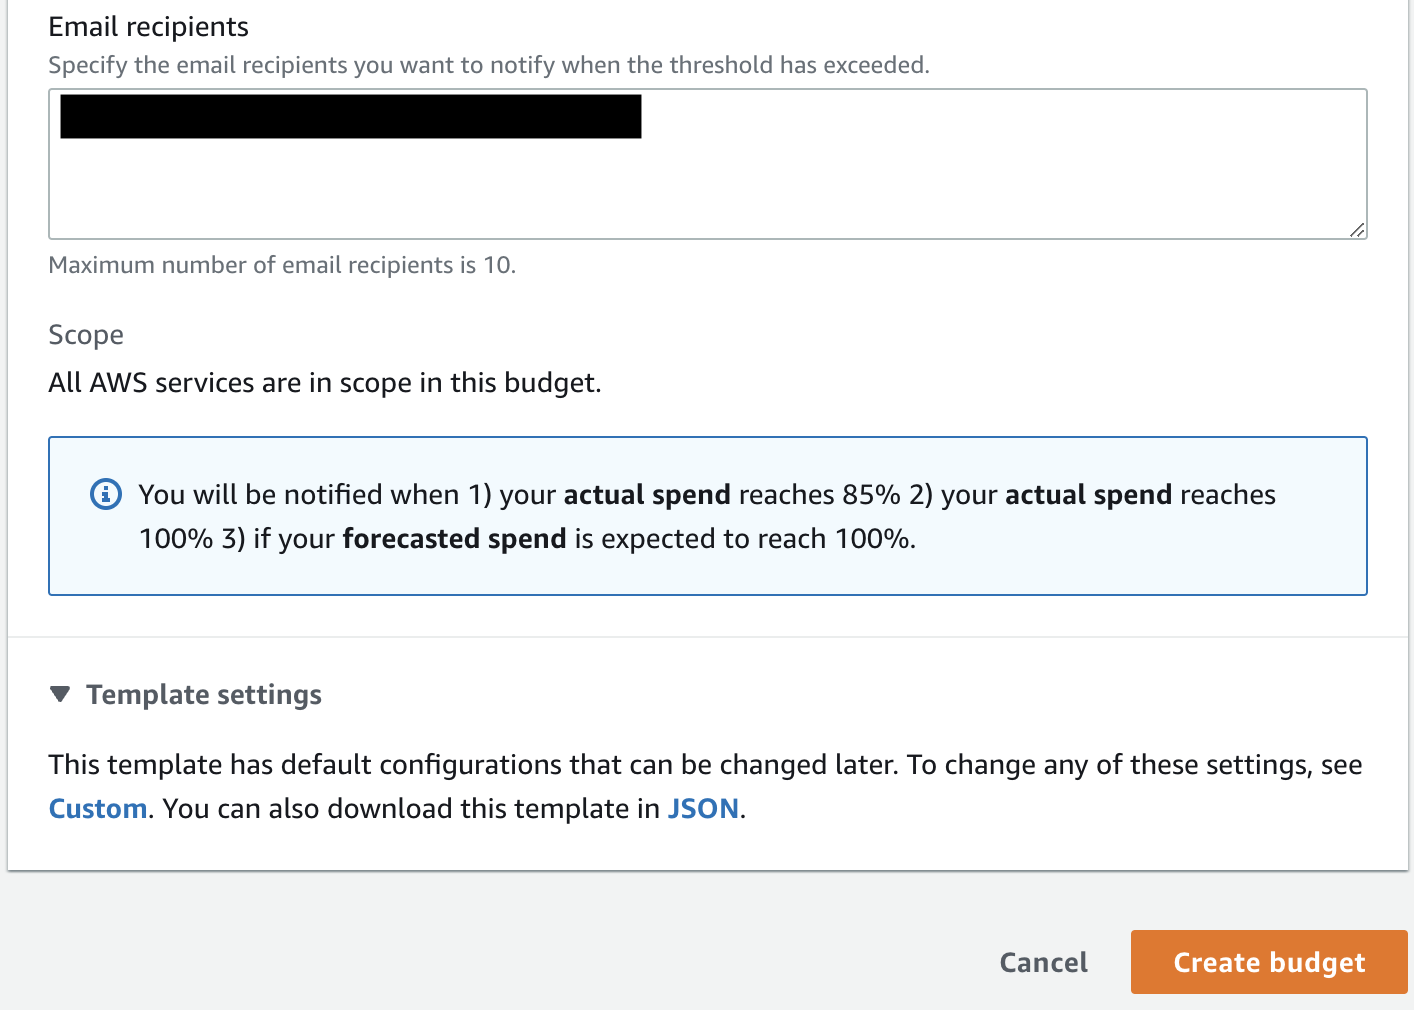 Email recipients
Specify the email recipients you want to notify when the threshold has exceeded.
Maximum number of email recipients is 10.
Scope
All AWS services are in scope in this budget.
You will be notified when 1) your actual spend reaches 85% 2) your actual spend reaches
100% 3) if your forecasted spend is expected to reach 100%.
Template settings
This template has default configurations that can be changed later. To change any of these settings, see
Custom. You can also download this template in JSON.
Cancel
Create budget